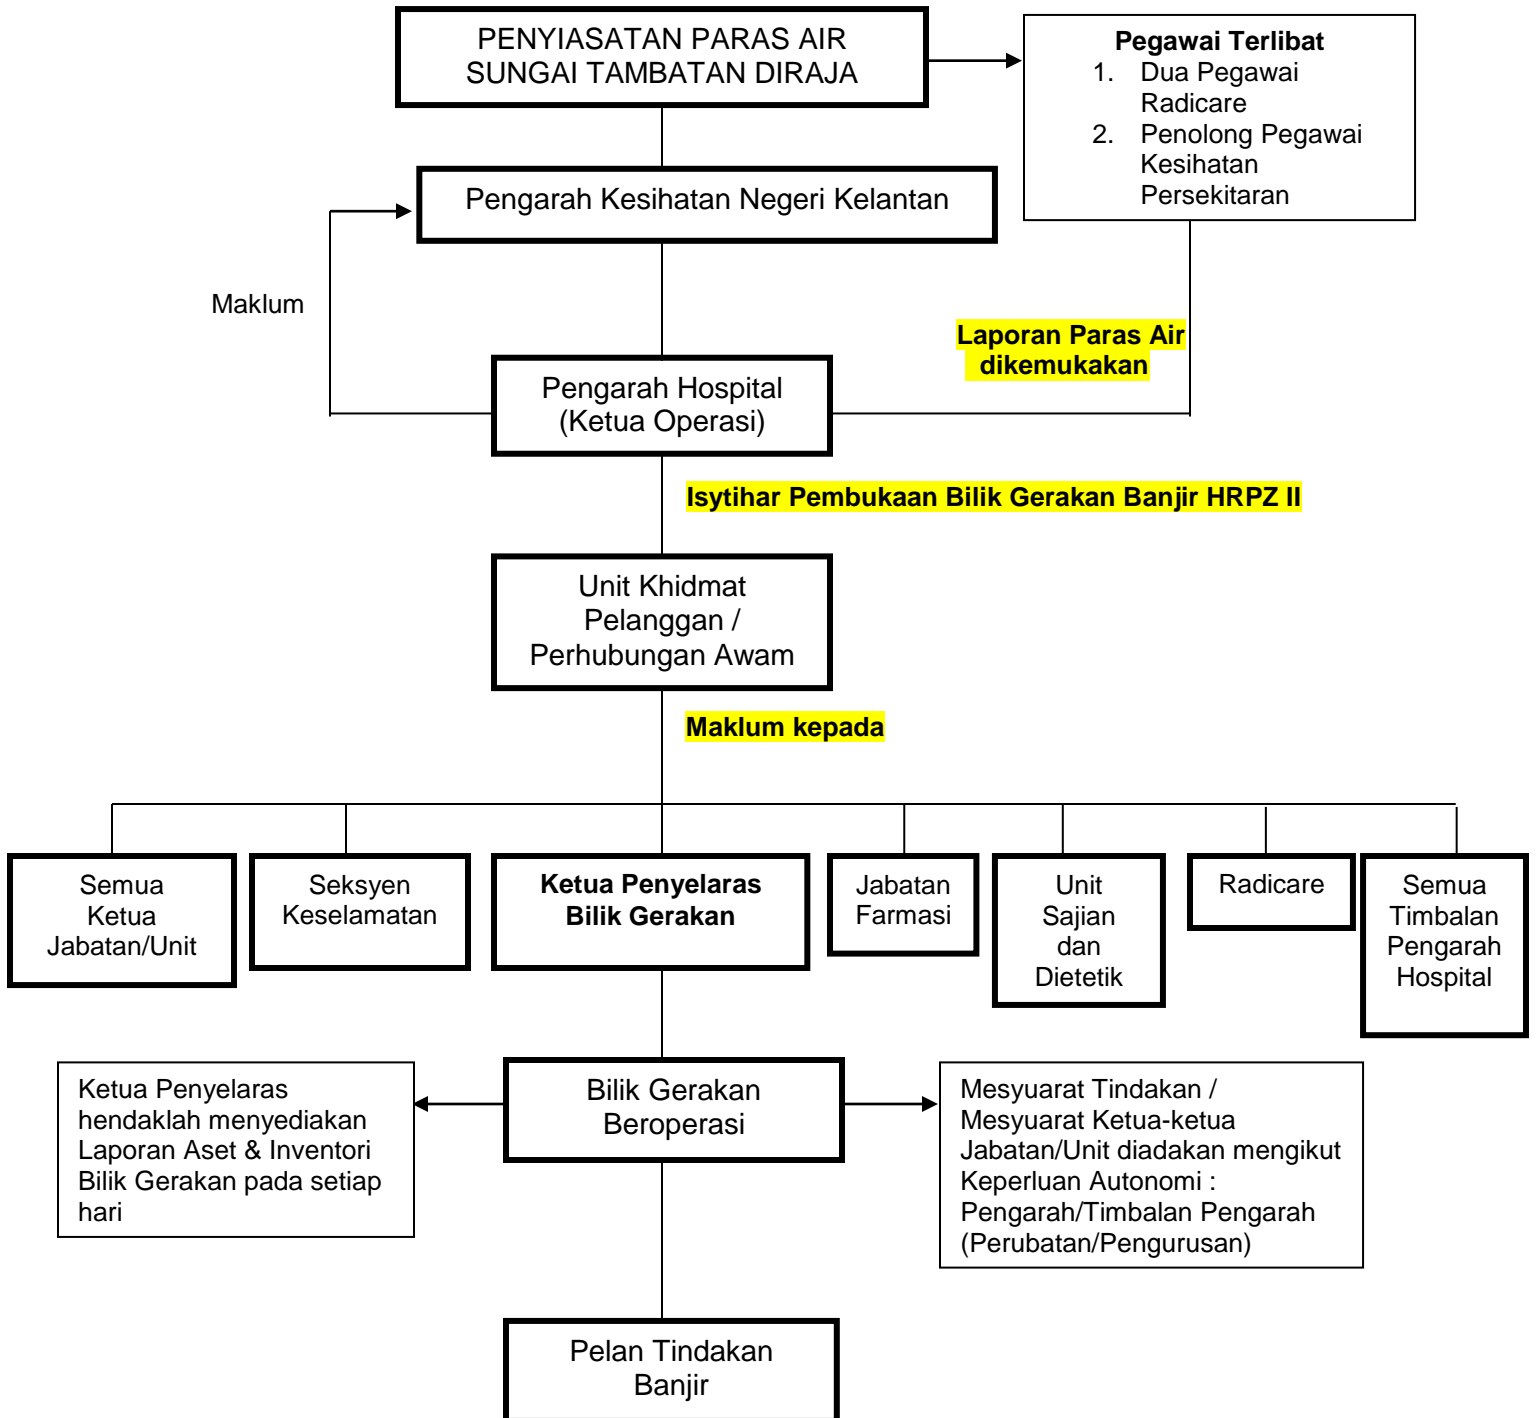 PENYIASATAN PARAS AIR
SUNGAI TAMBATAN DIRAJA
Pegawai Terlibat
1. Dua Pegawai
Radicare
2. Penolong Pegawai
Kesihatan
Persekitaran
Pengarah Kesihatan Negeri Kelantan
Maklum
Laporan Paras Air
dikemukakan
Pengarah Hospital
(Ketua Operasi)
Isytihar Pembukaan Bilik Gerakan Banjir HRPZ II
Unit Khidmat
Pelanggan /
Perhubungan Awam
Maklum kepada
Semua
Ketua
Jabatan/Unit
Seksyen
Keselamatan
Ketua Penyelaras
Bilik Gerakan
Jabatan
Farmasi
Unit
Sajian
dan
Dietetik
Radicare
Semua
Timbalan
Pengarah
Hospital
Ketua Penyelaras
hendaklah menyediakan
Laporan Aset & Inventori
Bilik Gerakan pada setiap
hari
Bilik Gerakan
Beroperasi
Mesyuarat Tindakan /
Mesyuarat Ketua-ketua
Jabatan/Unit diadakan mengikut
Keperluan Autonomi :
Pengarah/Timbalan Pengarah
(Perubatan/Pengurusan)
Pelan Tindakan
Banjir